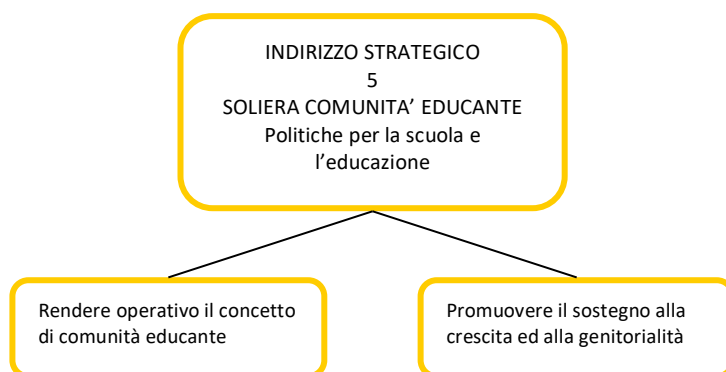 INDIRIZZO STRATEGICO
5
SOLIERA COMUNITA’ EDUCANTE
Politiche per la scuola e
l’educazione
Rendere operativo il concetto
di comunità educante
Promuovere il sostegno alla
crescita ed alla genitorialità